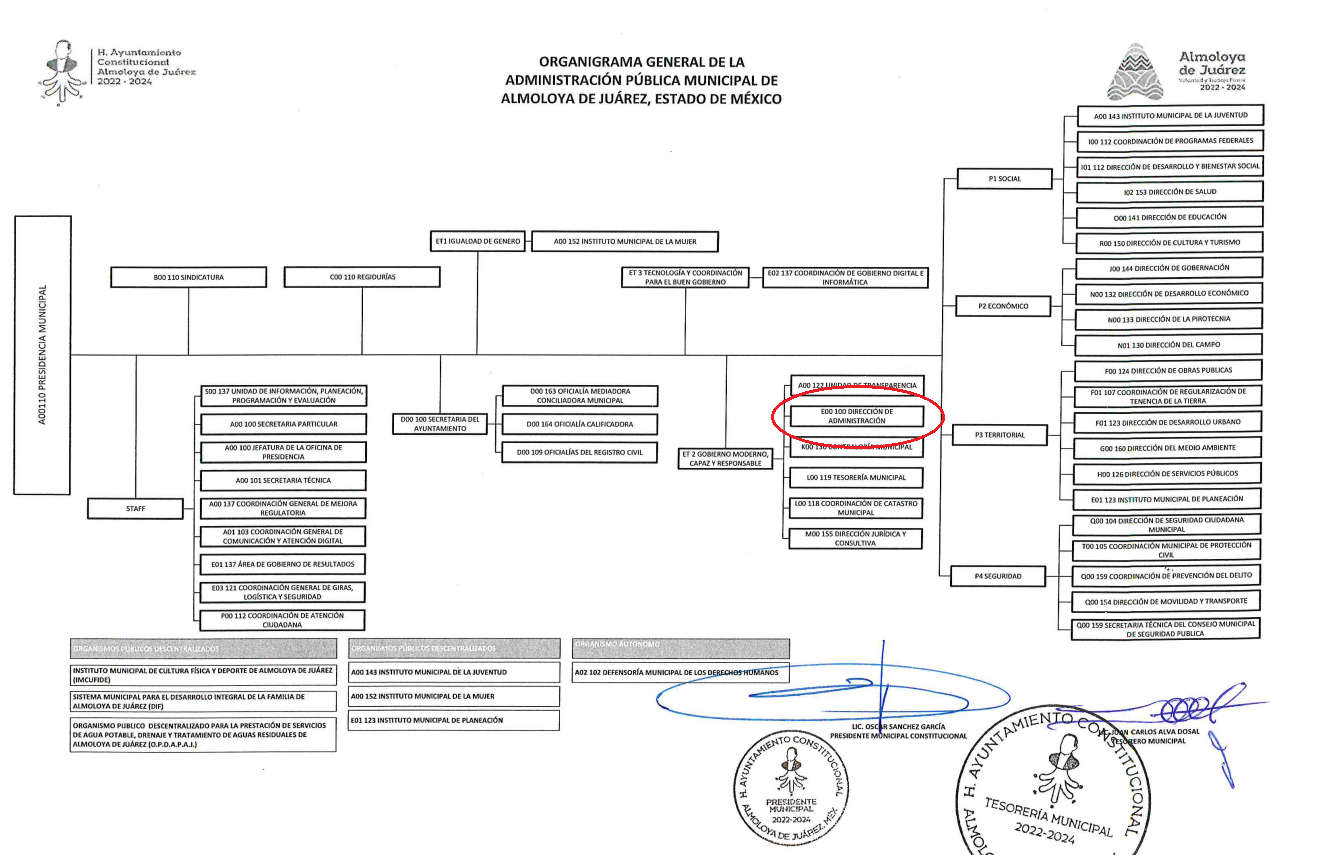 H. Ayuntamiento
Constitucional
Almoloya de Juárez
2022 - 2024
ORGANIGRAMA GENERAL DE LA
ADMINISTRACIÓN PÚBLICA MUNICIPAL DE
ALMOLOYA DE JUÁREZ, ESTADO DE MÉXICO
Almoloya
de Juárez
2022 - 2024
A00110 PRESIDENCIA MUNICIPAL
B00 110 SINDICATURA
C00 110 REGIDURÍAS
ET1 IGUALDAD DE GENERO
A00 152 INSTITUTO MUNICIPAL DE LA MUJER
ET 3 TECNOLOGÍA Y COORDINACIÓN
PARA EL BUEN GOBIERNO
E02 137 COORDINACIÓN DE GOBIERNO DIGITAL E
INFORMÁTICA
STAFF
S00 137 UNIDAD DE INFORMACIÓN, PLANEACIÓN,
PROGRAMACIÓN Y EVALUACIÓN
A00 100 SECRETARIA PARTICULAR
A00 100 JEFATURA DE LA OFICINA DE
PRESIDENCIA
A00 101 SECRETARIA TÉCNICA
A00 137 COORDINACIÓN GENERAL DE MEJORA
REGULATORIA
A01 103 COORDINACIÓN GENERAL DE
COMUNICACIÓN Y ATENCIÓN DIGITAL
E01 137 ÁREA DE GOBIERNO DE RESULTADOS
E03 121 COORDINACIÓN GENERAL DE GIRAS,
LOGÍSTICA Y SEGURIDAD
P00 112 COORDINACIÓN DE ATENCIÓN
CIUDADANA
D00 100 SECRETARIA DEL
AYUNTAMIENTO
D00 163 OFICIALÍA MEDIADORA
CONCILIADORA MUNICIPAL
D00 164 OFICIALÍA CALIFICADORA
D00 109 OFICIALÍAS DEL REGISTRO CIVIL
ET 2 GOBIERNO MODERNO,
CAPAZ Y RESPONSABLE
A00 122 UNIDAD DE TRANSPARENCIA
E00 100 DIRECCIÓN DE
ADMINISTRACIÓN
K00 130 CONTRALORÍA MUNICIPAL
L00 119 TESORERÍA MUNICIPAL
L00 118 COORDINACIÓN DE CATASTRO
MUNICIPAL
M00 155 DIRECCIÓN JURÍDICA Y
CONSULTIVA
P1 SOCIAL
A00 143 INSTITUTO MUNICIPAL DE LA JUVENTUD
I00 112 COORDINACIÓN DE PROGRAMAS FEDERALES
I01 112 DIRECCIÓN DE DESARROLLO Y BIENESTAR SOCIAL
I02 153 DIRECCIÓN DE SALUD
O00 141 DIRECCIÓN DE EDUCACIÓN
R00 150 DIRECCIÓN DE CULTURA Y TURISMO
P2 ECONÓMICO
J00 144 DIRECCIÓN DE GOBERNACIÓN
N00 132 DIRECCIÓN DE DESARROLLO ECONÓMICO
N00 133 DIRECCIÓN DE LA PIROTECNIA
N01 130 DIRECCIÓN DEL CAMPO
P3 TERRITORIAL
F00 124 DIRECCIÓN DE OBRAS PUBLICAS
F01 107 COORDINACIÓN DE REGULARIZACIÓN DE
TENENCIA DE LA TIERRA
F01 123 DIRECCIÓN DE DESARROLLO URBANO
G00 160 DIRECCIÓN DEL MEDIO AMBIENTE
H00 126 DIRECCIÓN DE SERVICIOS PÚBLICOS
E01 123 INSTITUTO MUNICIPAL DE PLANEACIÓN
P4 SEGURIDAD
Q00 104 DIRECCIÓN DE SEGURIDAD CIUDADANA
MUNICIPAL
T00 105 COORDINACIÓN MUNICIPAL DE PROTECCIÓN
CIVIL
Q00 159 COORDINACIÓN DE PREVENCIÓN DEL DELITO
Q00 154 DIRECCIÓN DE MOVILIDAD Y TRANSPORTE
Q00 159 SECRETARIA TÉCNICA DEL CONSEJO MUNICIPAL
DE SEGURIDAD PUBLICA
ORGANISMOS PÚBLICOS DESCENTRALIZADOS
INSTITUTO MUNICIPAL DE CULTURA FÍSICA Y DEPORTE DE ALMOLOYA DE JUÁREZ
(IMCUFIDE)
SISTEMA MUNICIPAL PARA EL DESARROLLO INTEGRAL DE LA FAMILIA DE
ALMOLOYA DE JUÁREZ (DIF)
ORGANISMO PUBLICO DESCENTRALIZADO PARA LA PRESTACIÓN DE SERVICIOS
DE AGUA POTABLE, DRENAJE Y TRATAMIENTO DE AGUAS RESIDUALES DE
ALMOLOYA DE JUÁREZ (O.P.D.A.P.A.J.)
ORGANISMOS PÚBLICOS DESCENTRALIZADOS
A00 143 INSTITUTO MUNICIPAL DE LA JUVENTUD
A00 152 INSTITUTO MUNICIPAL DE LA MUJER
E01 123 INSTITUTO MUNICIPAL DE PLANEACIÓN
ORGANISMO AUTONOMO
A02 102 DEFENSORÍA MUNICIPAL DE LOS DERECHOS HUMANOS
LIC. OSCAR SANCHEZ GARCÍA
PRESIDENTE MUNICIPAL CONSTITUCIONAL
JUAN CARLOS ALVA DOSAL
TESORERO MUNICIPAL
H. AYUNTAMIENTO CONSTITUCIONAL
PRESIDENTE
MUNICIPAL
2022-2024
ALMOLOYA DE JUÁREZ, MÉX.
H. AYUNTAMIENTO CONSTITUCIONAL
TESORERÍA MUNICIPAL
2022-2024